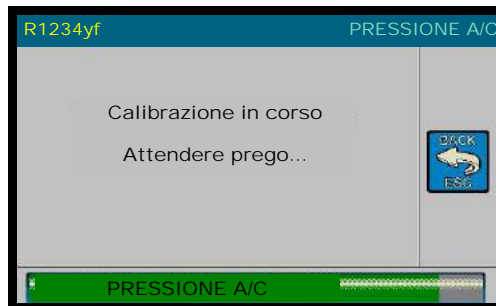 R1234yf PRESSIONE A/C
Calibrazione in corso
Attendere prego...
BACK
ESC
PRESSIONE A/C